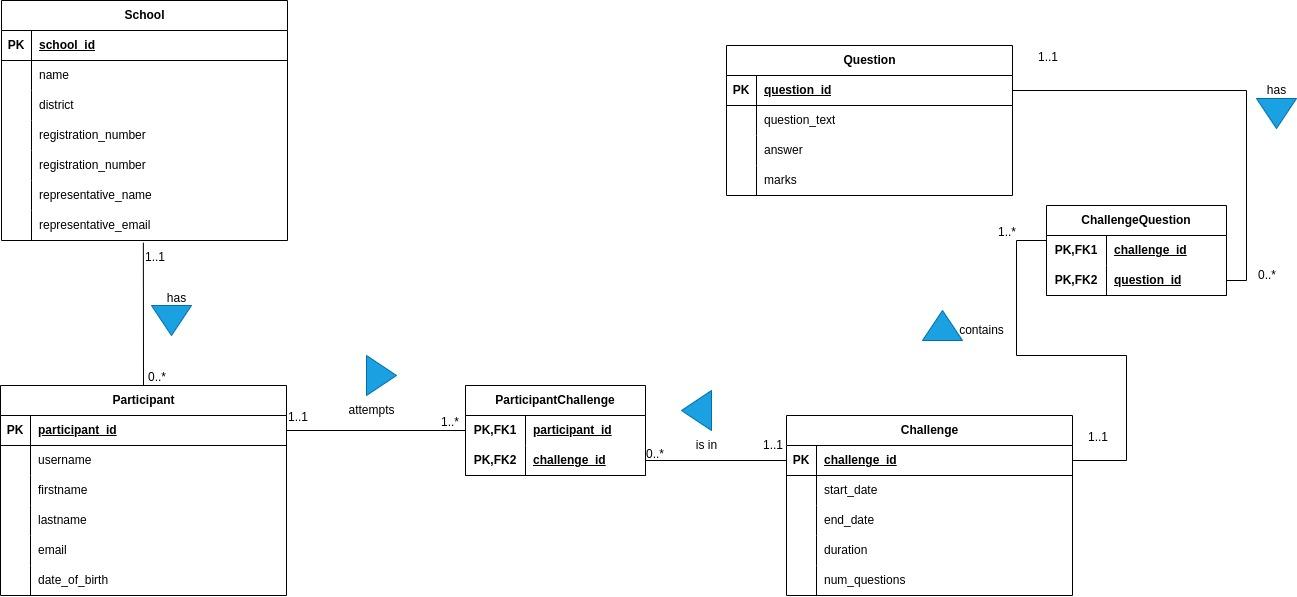 School
PK school_id
name
district
registration_number
registration_number
representative_name
representative_email
1..1
has
0..*
Participant
PK participant_id
username
firstname
lastname
email
date_of_birth
1..1
attempts
1..*
ParticipantChallenge
PK,FK1 participant_id
PK,FK2 challenge_id
0..*
is in
1..1
Challenge
PK challenge_id
start_date
end_date
duration
num_questions
1..1
contains
1..*
ChallengeQuestion
PK,FK1 challenge_id
PK,FK2 question_id
0..*
has
1..1
Question
PK question_id
question_text
answer
marks